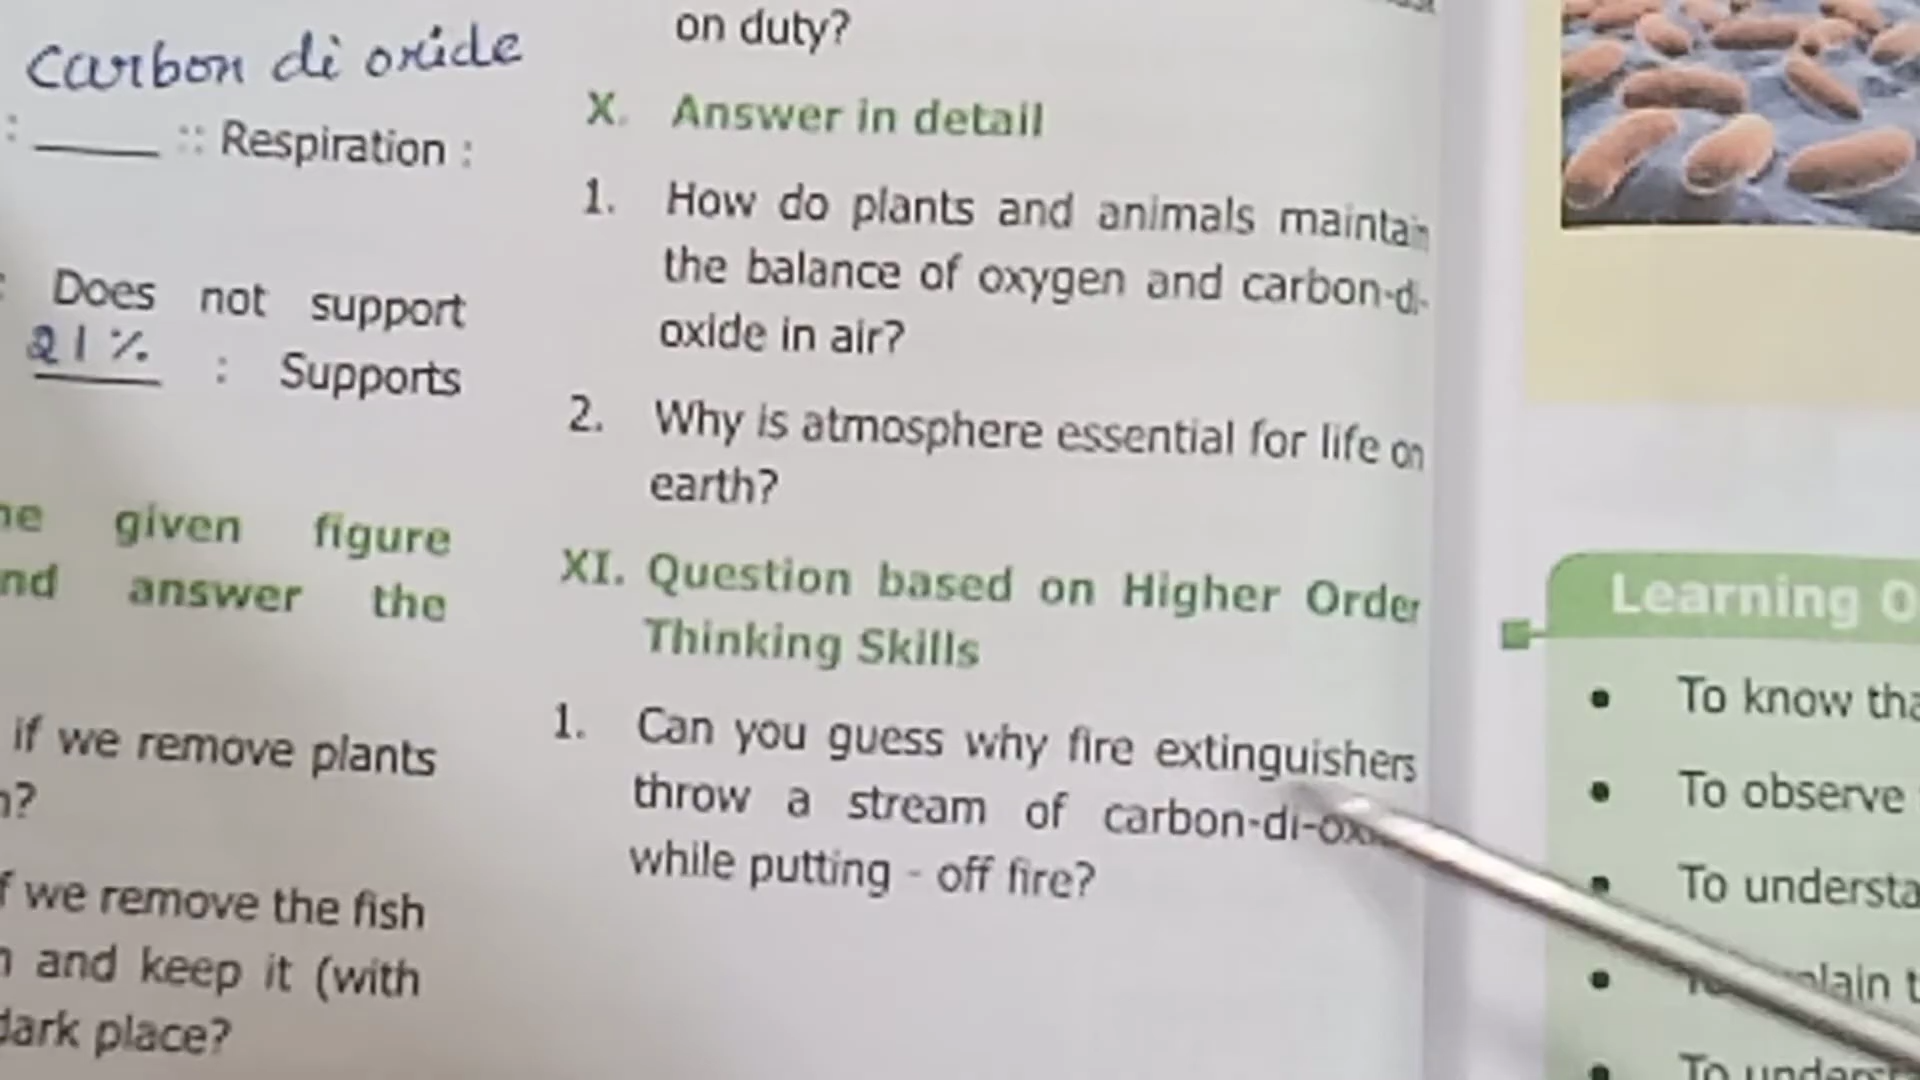 carbon di oxide
: ____ :: Respiration :
: Does not support
21% : Supports
given figure
answer the
if we remove plants
we remove the fish
and keep it (with
dark place?
on duty?
X. Answer in detail
1. How do plants and animals maintain
the balance of oxygen and carbon-di-
oxide in air?
2. Why is atmosphere essential for life on
earth?
XI. Question based on Higher Order
Thinking Skills
1. Can you guess why fire extinguishers
throw a stream of carbon-di-
while putting - off fire?
Learning
• To know
• To observe
• To
•
• To